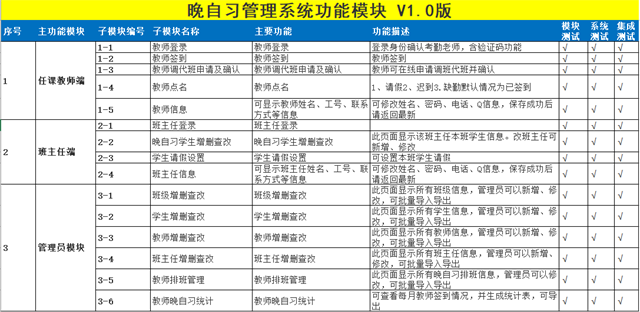 晚自习管理系统功能模块 V1.0版
序号 主功能模块 子模块编号 子模块名称 主要功能 功能描述 模块测试 系统测试 集成测试
1 任课教师端
1-1 教师登录 教师登录 登录身份确认考勤老师，含验证码功能 √ √ √
1-2 教师签到 教师签到 教师签到 √ √ √
1-3 教师调代班申请及确认 教师调代班申请及确认 教师可在线申请调班代班并确认 √ √ √
1-4 教师点名 教师点名 1、请假2、迟到3.缺勤默认情况为已签到 √ √ √
1-5 教师信息 可显示教师姓名、工号、联系方式等信息 可修改姓名、密码、电话、Q信息，保存成功后请返回最新 √ √ √
2 班主任端
2-1 班主任登录 班主任登录 √ √ √
2-2 晚自习学生增删查改 晚自习学生增删查改 此页面显示该班主任本班学生信息。改班主任可新增、修改 √ √ √
2-3 学生请假设置 学生请假设置 可设置本班学生请假 √ √ √
2-4 班主任信息 可显示班主任姓名、工号、联系方式等信息 可修改姓名、密码、电话、Q信息，保存成功后请返回最新 √ √ √
3 管理员模块
3-1 班级增删查改 班级增删查改 此页面显示所有班级信息，管理员可以新增、修改，可批量导入导出 √ √ √
3-2 学生增删查改 学生增删查改 此页面显示所有学生信息，管理员可以新增、修改，可批量导入导出 √ √ √
3-3 教师增删查改 教师增删查改 此页面显示所有教师信息，管理员可以新增、修改，可批量导入导出 √ √ √
3-4 班主任增删查改 班主任增删查改 此页面显示所有班主任信息，管理员可以新增、修改，可批量导入导出 √ √ √
3-5 教师排班管理 教师排班管理 此页面显示所有晚自习排班信息，管理员可以修改，可批量导入导出 √ √ √
3-6 教师晚自习统计 教师晚自习统计 可查看每月教师签到情况，并生成统计表，可导出 √ √ √